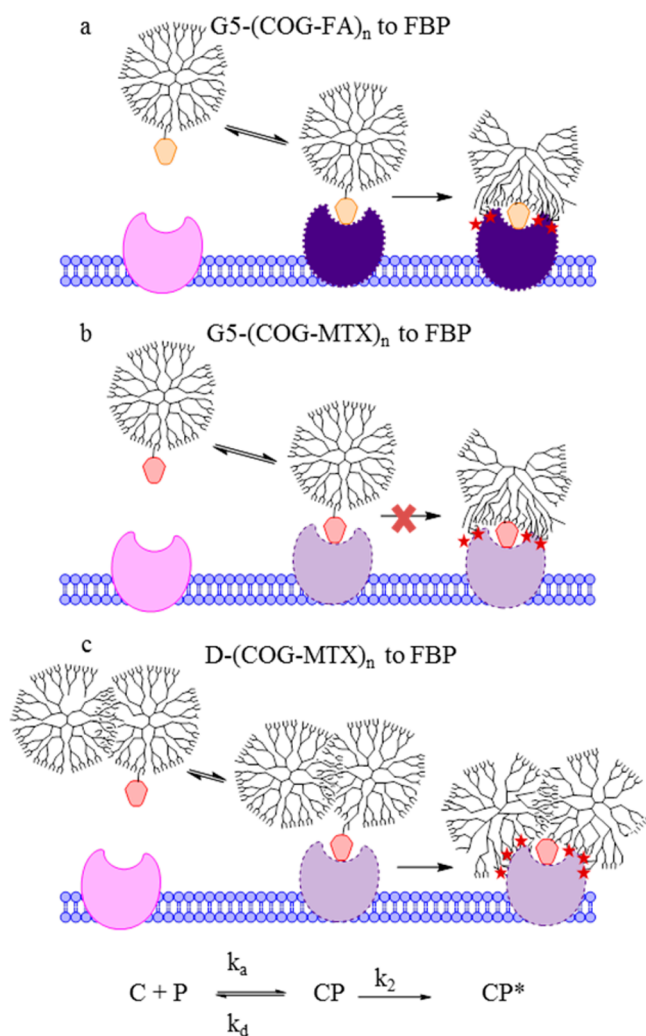 a G5-(COG-FA)n to FBP
b G5-(COG-MTX)n to FBP
c D-(COG-MTX)n to FBP
ka
C + P CP k2 CP*
kd